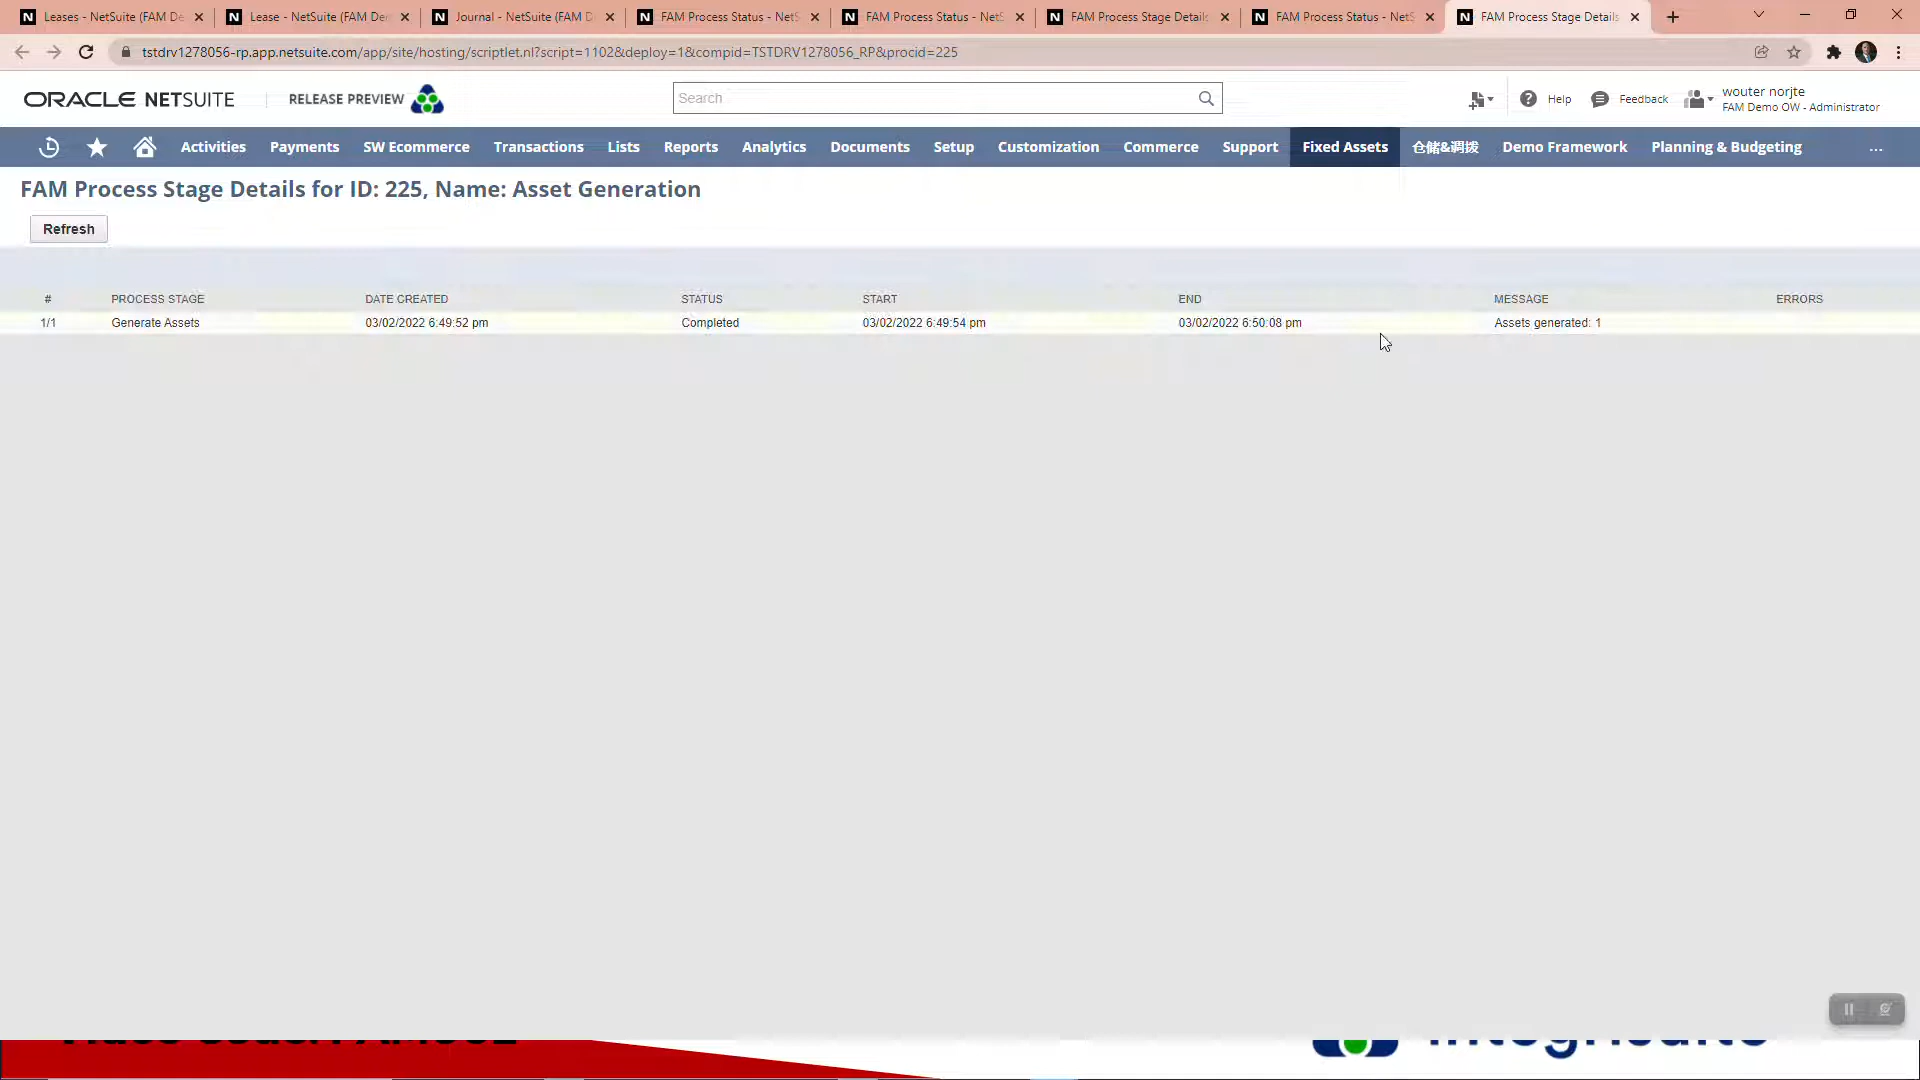 Leases - NetSuite (FAM De
Lease - NetSuite (FAM De
Journal - NetSuite (FAM D
FAM Process Status - NetS
FAM Process Status - NetS
FAM Process Stage Details
FAM Process Status - NetS
FAM Process Stage Details
tstdrv1278056-rp.app.netsuite.com/app/site/hosting/scriptlet.nl?script=1102&deploy=1&compid=TSTDRV1278056_RP&procid=225
ORACLE NETSUITE
RELEASE PREVIEW
Search
Help
Feedback
wouter norjte
FAM Demo OW - Administrator
Activities Payments SW Ecommerce Transactions Lists Reports Analytics Documents Setup Customization Commerce Support Fixed Assets 仓储&调拨 Demo Framework Planning & Budgeting ...
FAM Process Stage Details for ID: 225, Name: Asset Generation
Refresh
# PROCESS STAGE DATE CREATED STATUS START END MESSAGE ERRORS
1/1 Generate Assets 03/02/2022 6:49:52 pm Completed 03/02/2022 6:49:54 pm 03/02/2022 6:50:08 pm Assets generated: 1